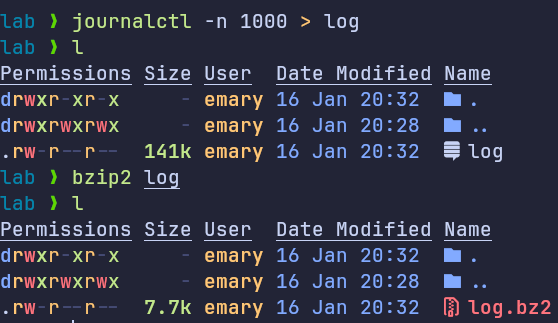 lab ❯ journalctl -n 1000 > log
lab ❯ l
Permissions Size User Date Modified Name
drwxr-xr-x - emary 16 Jan 20:32 .
drwxrwxrwx - emary 16 Jan 20:28 ..
.rw-r--r-- 141k emary 16 Jan 20:32 log
lab ❯ bzip2 log
lab ❯ l
Permissions Size User Date Modified Name
drwxr-xr-x - emary 16 Jan 20:32 .
drwxrwxrwx - emary 16 Jan 20:28 ..
.rw-r--r-- 7.7k emary 16 Jan 20:32 log.bz2